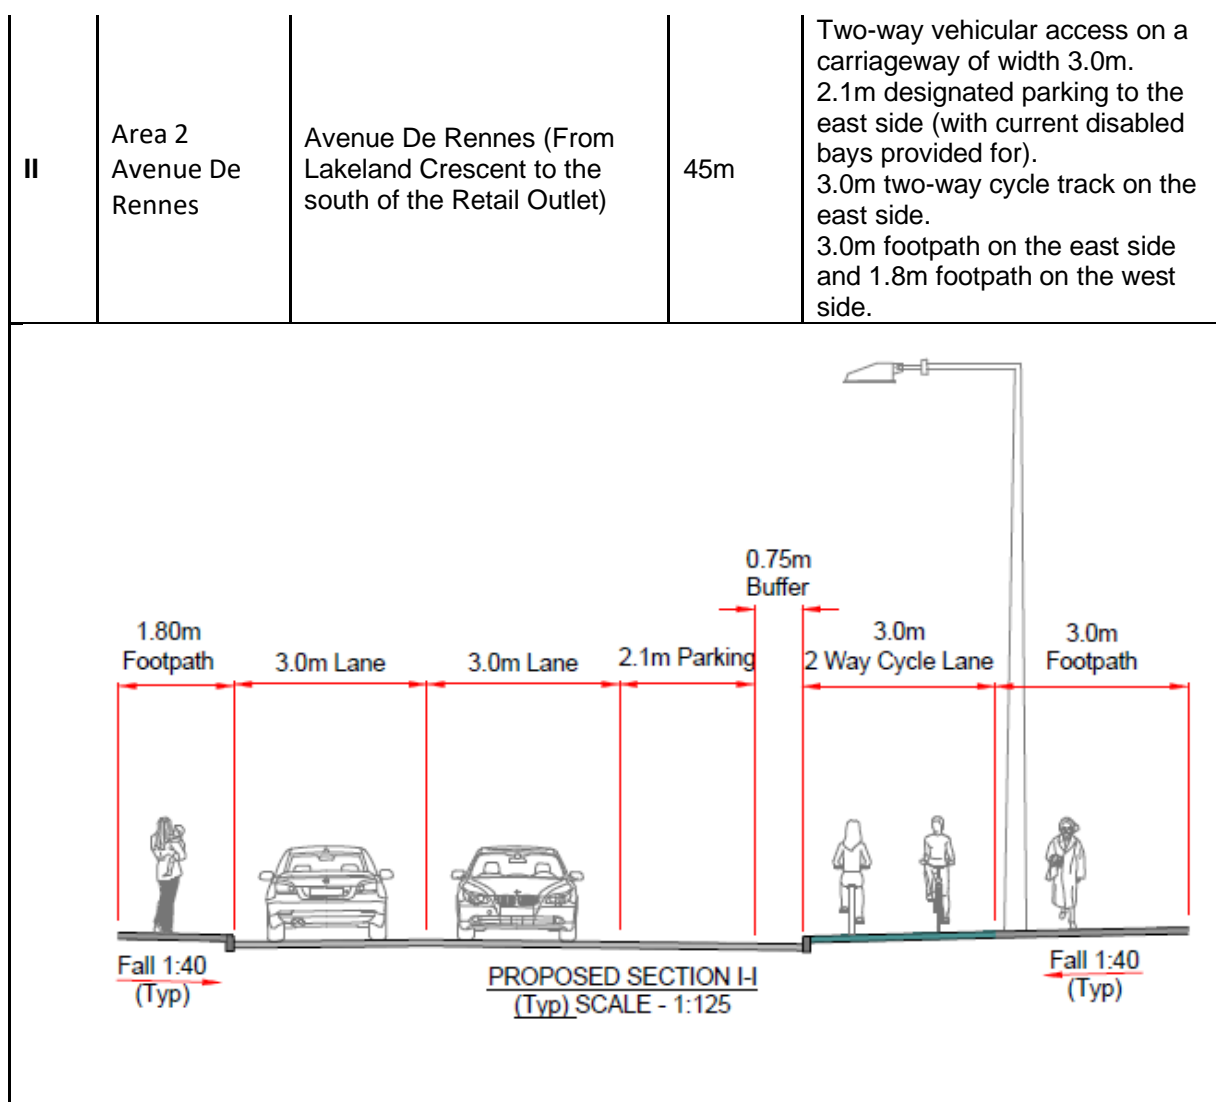 II
Area 2
Avenue De
Rennes
Avenue De Rennes (From
Lakeland Crescent to the
south of the Retail Outlet)
45m
Two-way vehicular access on a
carriageway of width 3.0m.
2.1m designated parking to the
east side (with current disabled
bays provided for).
3.0m two-way cycle track on the
east side.
3.0m footpath on the east side
and 1.8m footpath on the west
side.
0.75m
Buffer
1.80m
Footpath
3.0m Lane
3.0m Lane
2.1m Parking
3.0m
2 Way Cycle Lane
3.0m
Footpath
Fall 1:40
(Typ)
PROPOSED SECTION I-I
(Typ) SCALE - 1:125
Fall 1:40
(Typ)